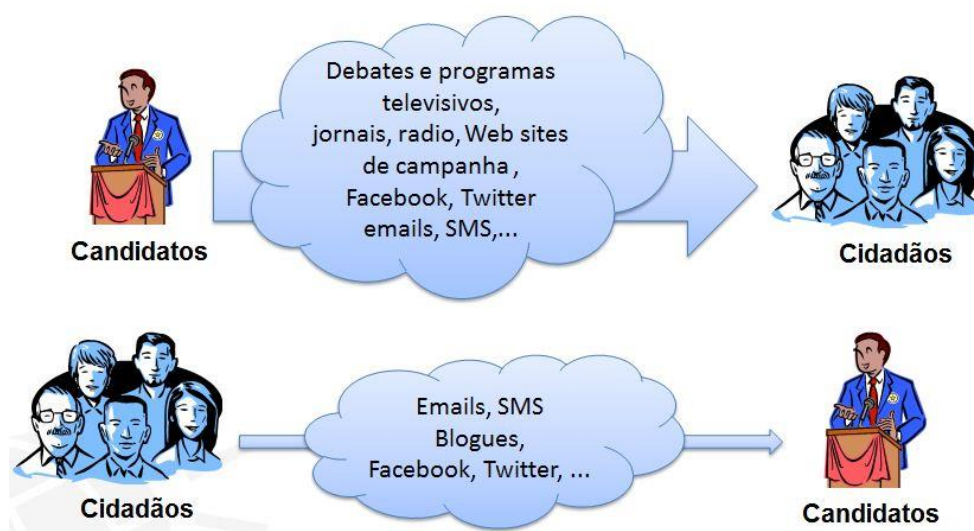 Debates e programas
televisivos,
jornais, radio, Web sites
de campanha ,
Facebook, Twitter
emails, SMS,...
Candidatos
Cidadãos
Emails, SMS
Blogues,
Facebook, Twitter, ...
Cidadãos
Candidatos